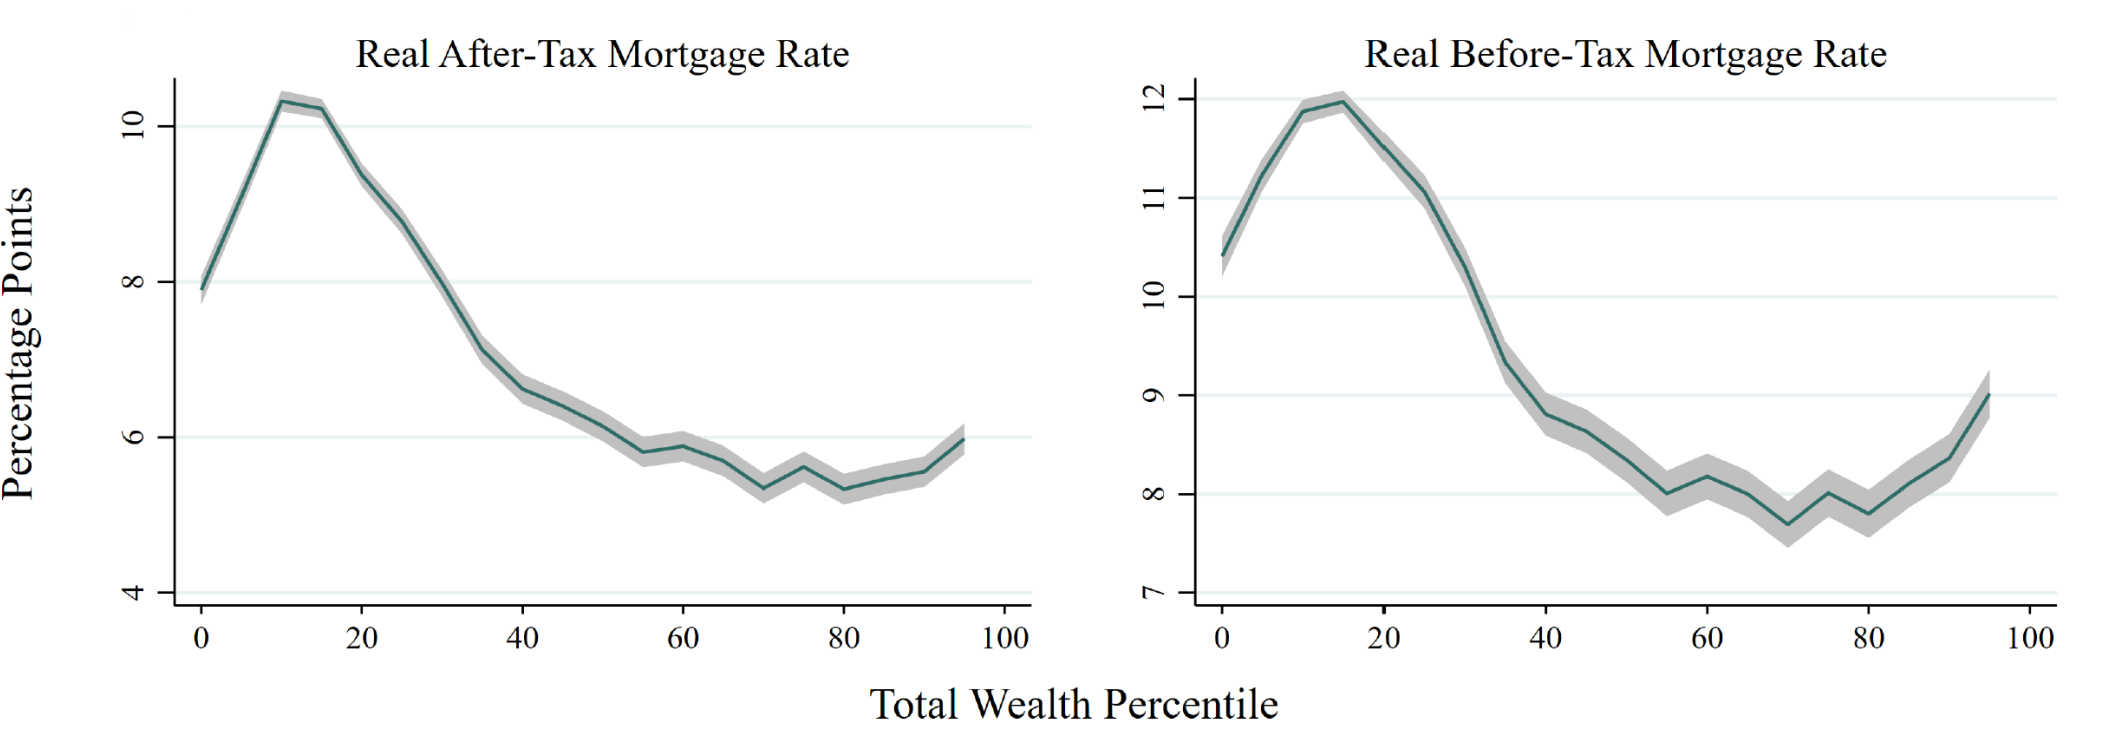 Real After-Tax Mortgage Rate
Real Before-Tax Mortgage Rate
Percentage Points
10
8
6
4
0 20 40 60 80 100
12
11
10
9
8
7
0 20 40 60 80 100
Total Wealth Percentile